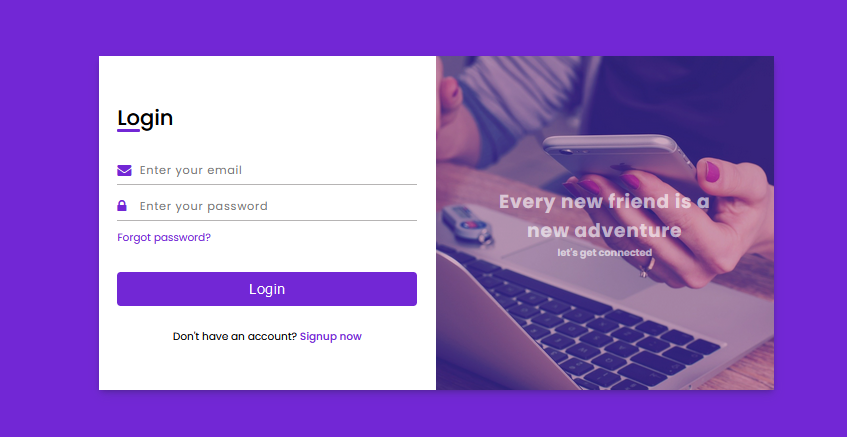 Login
Enter your email
Enter your password
Forgot password?
Login
Don't have an account? Signup now
Every new friend is a
new adventure
let's get connected